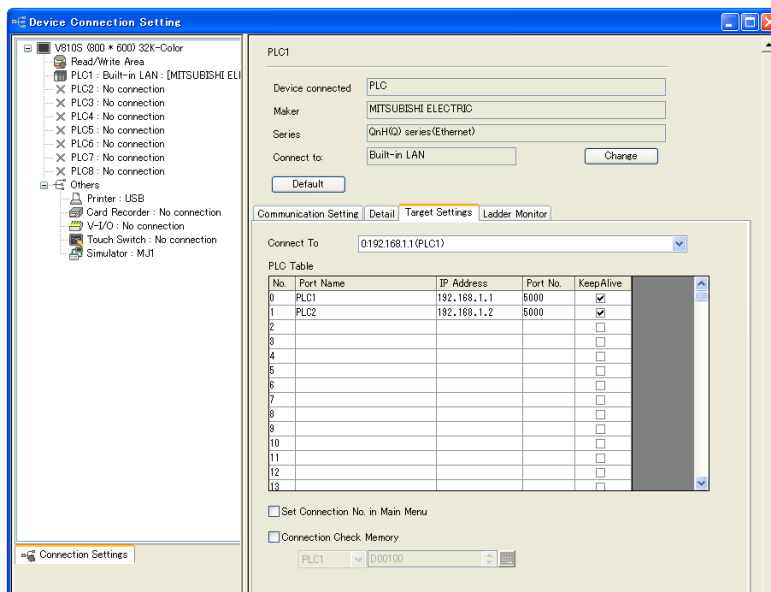 Device Connection Setting
V810S (800 * 600) 32K-Color
Read/Write Area
PLC1 : Built-in LAN : [MITSUBISHI ELI
PLC2 : No connection
PLC3 : No connection
PLC4 : No connection
PLC5 : No connection
PLC6 : No connection
PLC7 : No connection
PLC8 : No connection
Others
Printer : USB
Card Recorder : No connection
V-I/O : No connection
Touch Switch : No connection
Simulator : MJ1
Connection Settings
PLC1
Device connected PLC
Maker MITSUBISHI ELECTRIC
Series QnH(Q) series(Ethernet)
Connect to: Built-in LAN Change
Default
Communication Setting Detail Target Settings Ladder Monitor
Connect To 0:192.168.1.1(PLC1)
PLC Table
No. Port Name IP Address Port No. KeepAlive
0 PLC1 192.168.1.1 5000
1 PLC2 192.168.1.2 5000
2
3
4
5
6
7
8
9
10
11
12
13
Set Connection No. in Main Menu
Connection Check Memory
PLC1 D00100